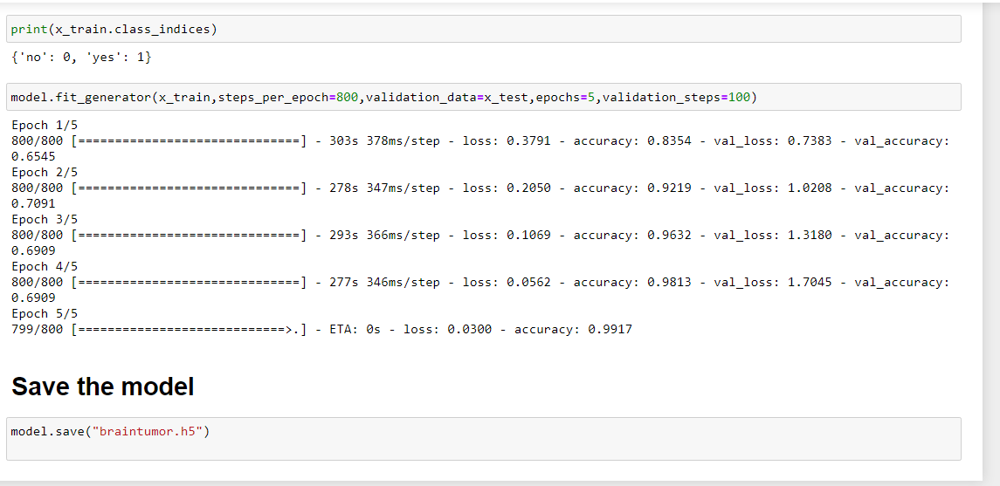 print(x_train.class_indices)
{'no': 0, 'yes': 1}
model.fit_generator(x_train,steps_per_epoch=800,validation_data=x_test,epochs=5,validation_steps=100)
Epoch 1/5
800/800 [==============================] - 303s 378ms/step - loss: 0.3791 - accuracy: 0.8354 - val_loss: 0.7383 - val_accuracy:
0.6545
Epoch 2/5
800/800 [==============================] - 278s 347ms/step - loss: 0.2050 - accuracy: 0.9219 - val_loss: 1.0208 - val_accuracy:
0.7091
Epoch 3/5
800/800 [==============================] - 293s 366ms/step - loss: 0.1069 - accuracy: 0.9632 - val_loss: 1.3180 - val_accuracy:
0.6909
Epoch 4/5
800/800 [==============================] - 277s 346ms/step - loss: 0.0562 - accuracy: 0.9813 - val_loss: 1.7045 - val_accuracy:
0.6909
Epoch 5/5
799/800 [============================>.] - ETA: 0s - loss: 0.0300 - accuracy: 0.9917
Save the model
model.save("braintumor.h5")